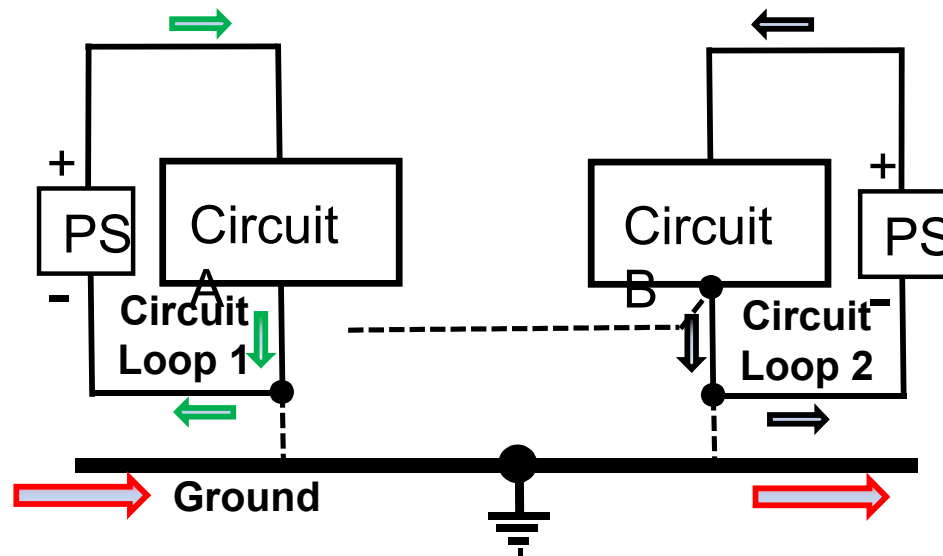 +
PS
-
Circuit
A
Circuit
Loop 1
Circuit
B
+
PS
-
Circuit
Loop 2
Ground